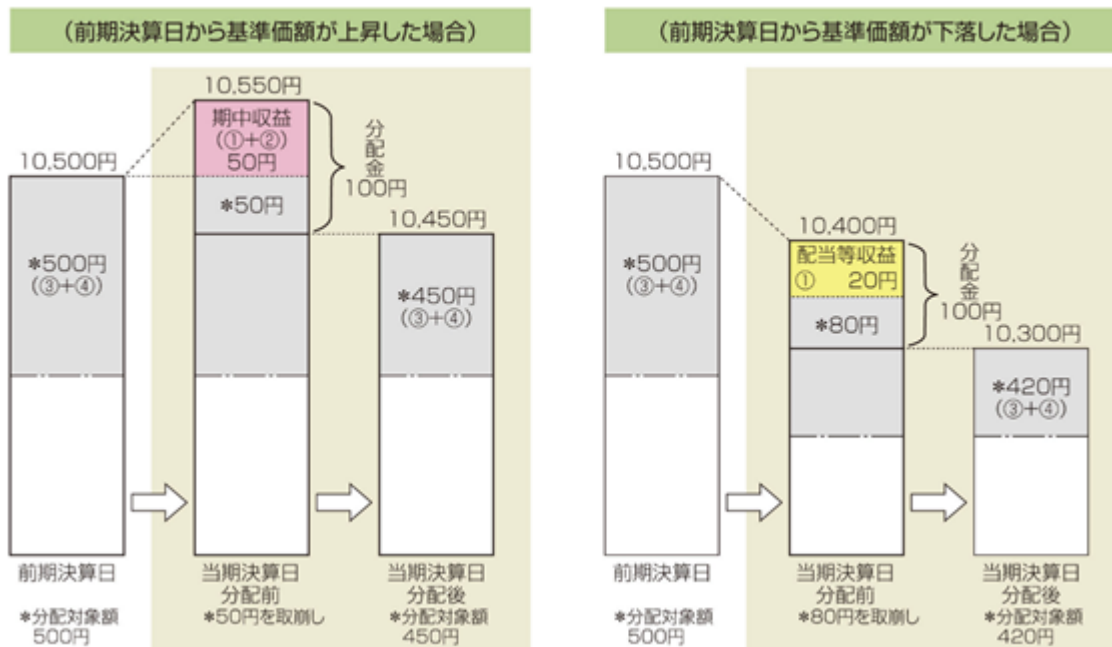 (前期決算日から基準価額が上昇した場合)
10,550円
期中収益
(①+②)
50円
*50円
分配金
100円
10,500円
*500円
(③+④)
10,450円
*450円
(③+④)
前期決算日
*分配対象額
500円
当期決算日
分配前
*50円を取崩し
当期決算日
分配後
*分配対象額
450円
(前期決算日から基準価額が下落した場合)
10,500円
*500円
(③+④)
10,400円
配当等収益
① 20円
*80円
分配金
100円
10,300円
*420円
(③+④)
前期決算日
*分配対象額
500円
当期決算日
分配前
*80円を取崩し
当期決算日
分配後
*分配対象額
420円